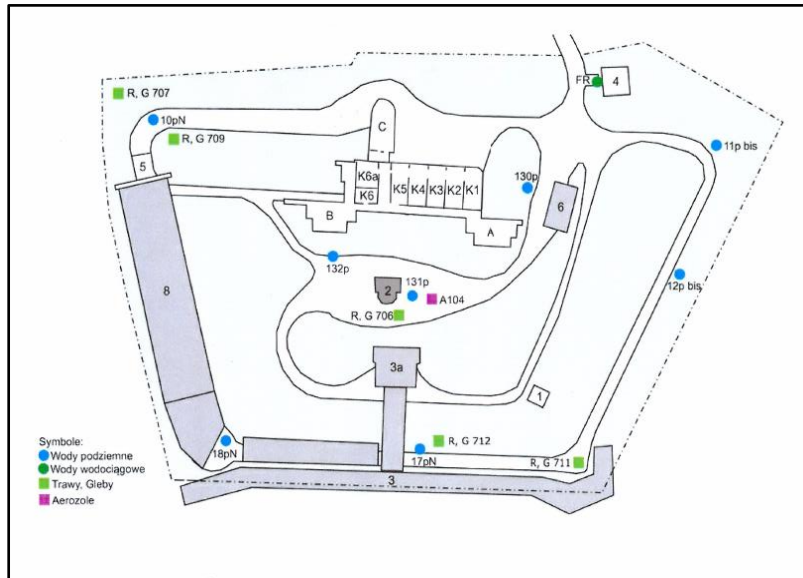 FR
4
R, G 707
10pN
C
R, G 709
11p bis
5
K6a
K6
K5
K4
K3
K2
K1
130p
6
B
A
132p
12p bis
8
2
131p
A104
R, G 706
3a
1
Symbole:
Wody podziemne
Wody wodociągowe
Trawy, Gleby
Aerozole
18pN
R, G 712
17pN
R, G 711
3